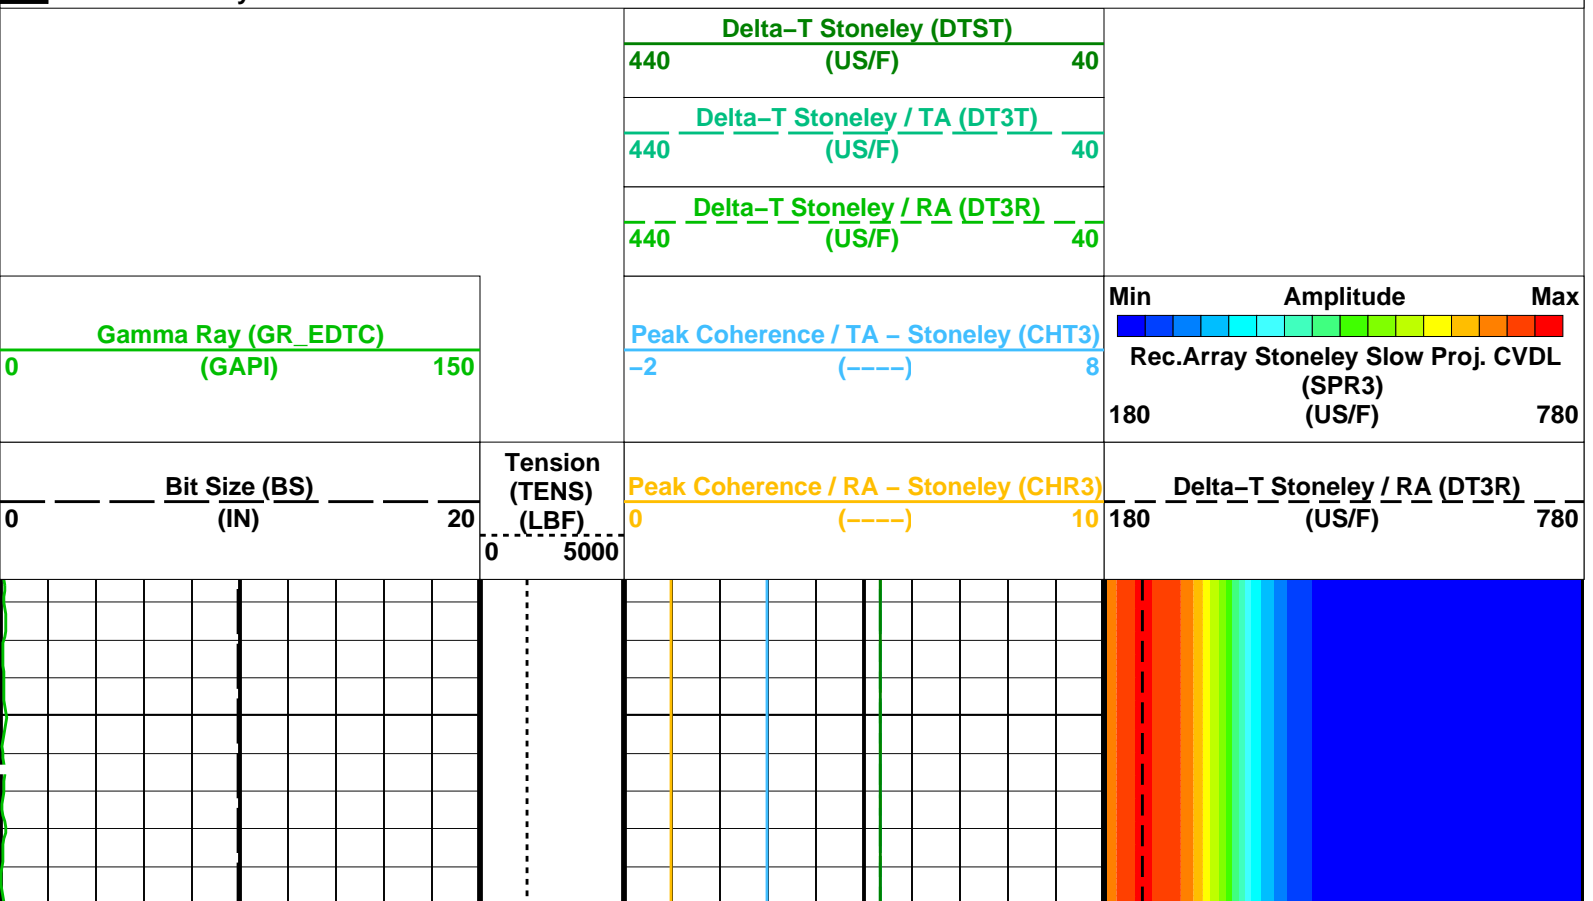 Delta–T Stoneley (DTST)
440 (US/F) 40
Delta–T Stoneley / TA (DT3T)
440 (US/F) 40
Delta–T Stoneley / RA (DT3R)
440 (US/F) 40
Gamma Ray (GR_EDTC)
0 (GAPI) 150
Peak Coherence / TA – Stoneley (CHT3)
–2 (––––) 8
Min Amplitude Max
Rec.Array Stoneley Slow Proj. CVDL
(SPR3)
180 (US/F) 780
Bit Size (BS)
0 (IN) 20
Tension
(TENS)
(LBF)
0 5000
Peak Coherence / RA – Stoneley (CHR3)
0 (––––) 10
Delta–T Stoneley / RA (DT3R)
180 (US/F) 780